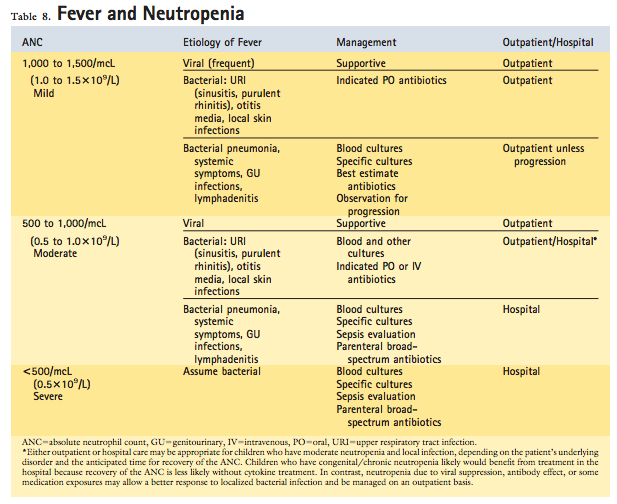 Table 8. Fever and Neutropenia
ANC Etiology of Fever Management Outpatient/Hospital
1,000 to 1,500/mcL Viral (frequent) Supportive Outpatient
(1.0 to 1.5×10⁹/L) Bacterial: URI Indicated PO antibiotics Outpatient
Mild (sinusitis, purulent
rhinitis), otitis
media, local skin
infections
Bacterial pneumonia, Blood cultures Outpatient unless
systemic Specific cultures progression
symptoms, GU Best estimate
infections, antibiotics
lymphadenitis Observation for
progression
500 to 1,000/mcL Viral Supportive Outpatient
(0.5 to 1.0×10⁹/L) Bacterial: URI Blood and other Outpatient/Hospital*
Moderate (sinusitis, purulent cultures
rhinitis), otitis Indicated PO or IV
media, local skin antibiotics
infections
Bacterial pneumonia, Blood cultures Hospital
systemic Specific cultures
symptoms, GU Sepsis evaluation
infections, Parenteral broad-
lymphadenitis spectrum antibiotics
<500/mcL Assume bacterial Blood cultures Hospital
(0.5×10⁹/L) Specific cultures
Severe Sepsis evaluation
Parenteral broad-
spectrum antibiotics
ANC=absolute neutrophil count, GU=genitourinary, IV=intravenous, PO=oral, URI=upper respiratory tract infection.
*Either outpatient or hospital care may be appropriate for children who have moderate neutropenia and local infection, depending on the patient's underlying
disorder and the anticipated time for recovery of the ANC. Children who have congenital/chronic neutropenia likely would benefit from treatment in the
hospital because recovery of the ANC is less likely without cytokine treatment. In contrast, neutropenia due to viral suppression, antibody effect, or some
medication exposures may allow a better response to localized bacterial infection and be managed on an outpatient basis.